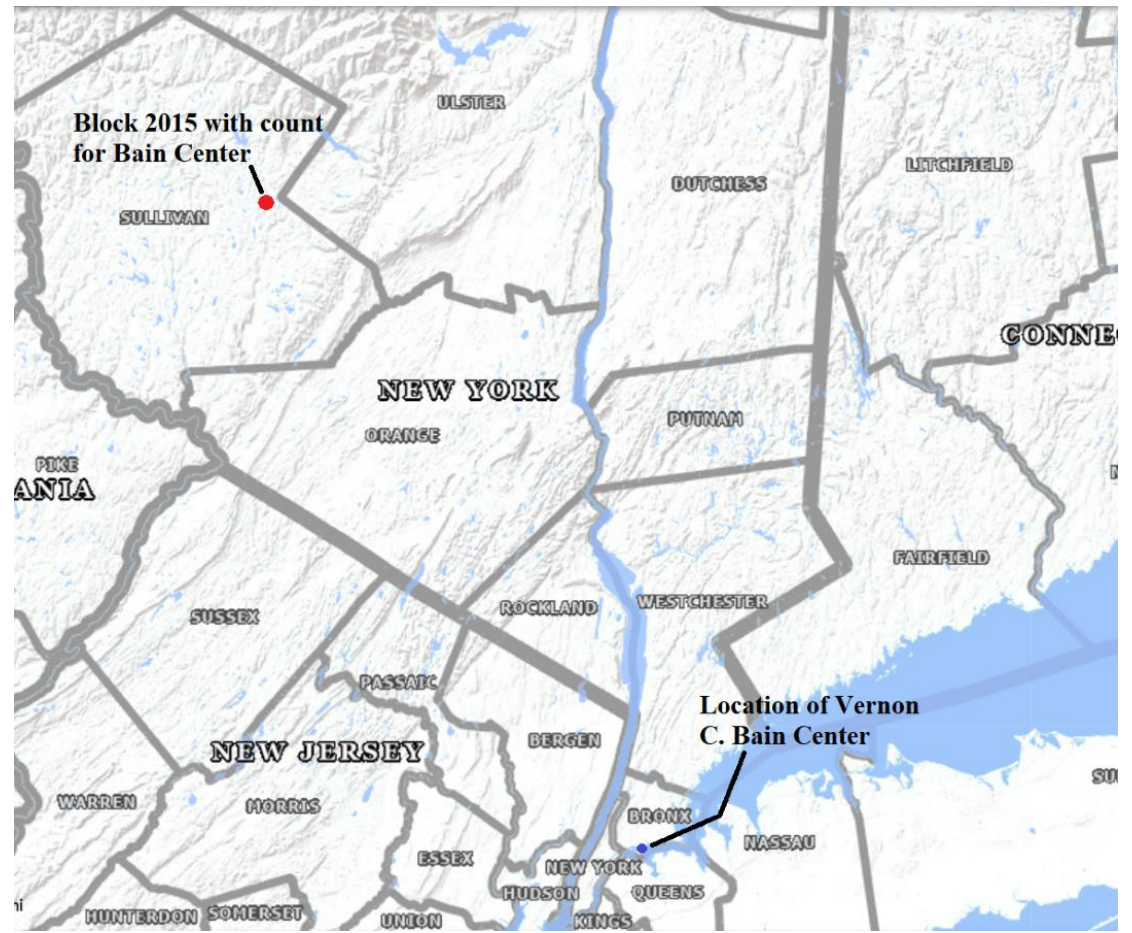 ULSTER
Block 2015 with count
for Bain Center
LITCHFIELD
DUTCHESS
SULLIVAN
CONNE
NEW YORK
PUTNAM
ORANGE
PIKE
ANIA
FAIRFIELD
ROCKLAND
WESTCHESTER
SUSSEX
PASSAIC
Location of Vernon
C. Bain Center
BERGEN
NEW JERSEY
SU
WARREN
MORRIS
BRONX
NASSAU
ESSEX
NEW YORK
HUDSON
QUEENS
HUNTERDON
SOMERSET
UNION
KINGS